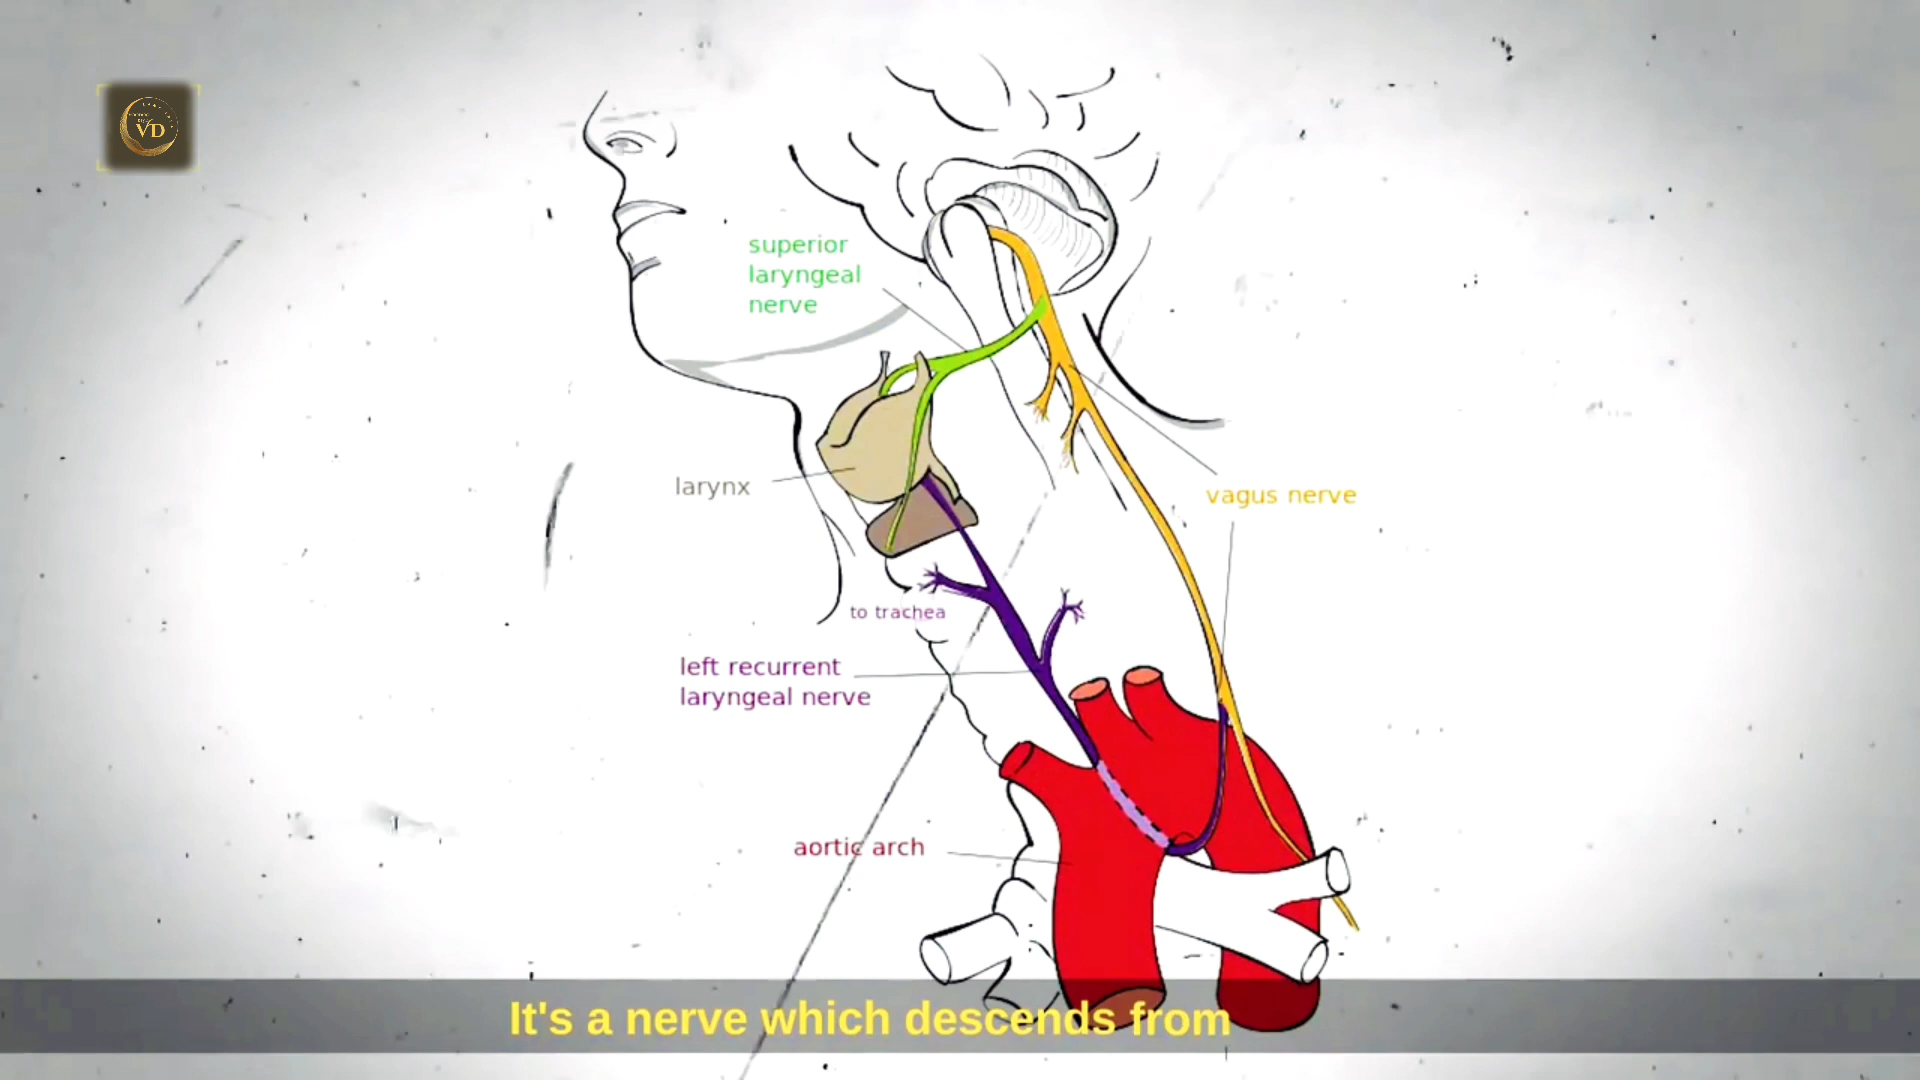 VD
superior
laryngeal
nerve
larynx
vagus nerve
to trachea
left recurrent
laryngeal nerve
aortic arch
It's a nerve which descends from